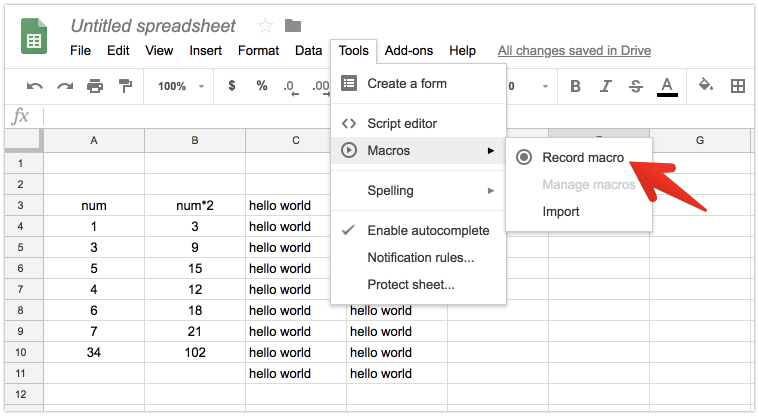 Untitled spreadsheet
File Edit View Insert Format Data Tools Add-ons Help All changes saved in Drive
100% $ % .0 .00 0 B I S A
Create a form
fx
Script editor
A B C G
Macros Record macro
1
Manage macros
2
Spelling
Import
3 num num*2 hello world
4 1 3 hello world Enable autocomplete
5 3 9 hello world
Notification rules...
6 5 15 hello world
7 4 12 hello world Protect sheet...
8 6 18 hello world hello world
9 7 21 hello world hello world
10 34 102 hello world hello world
11 hello world hello world
12